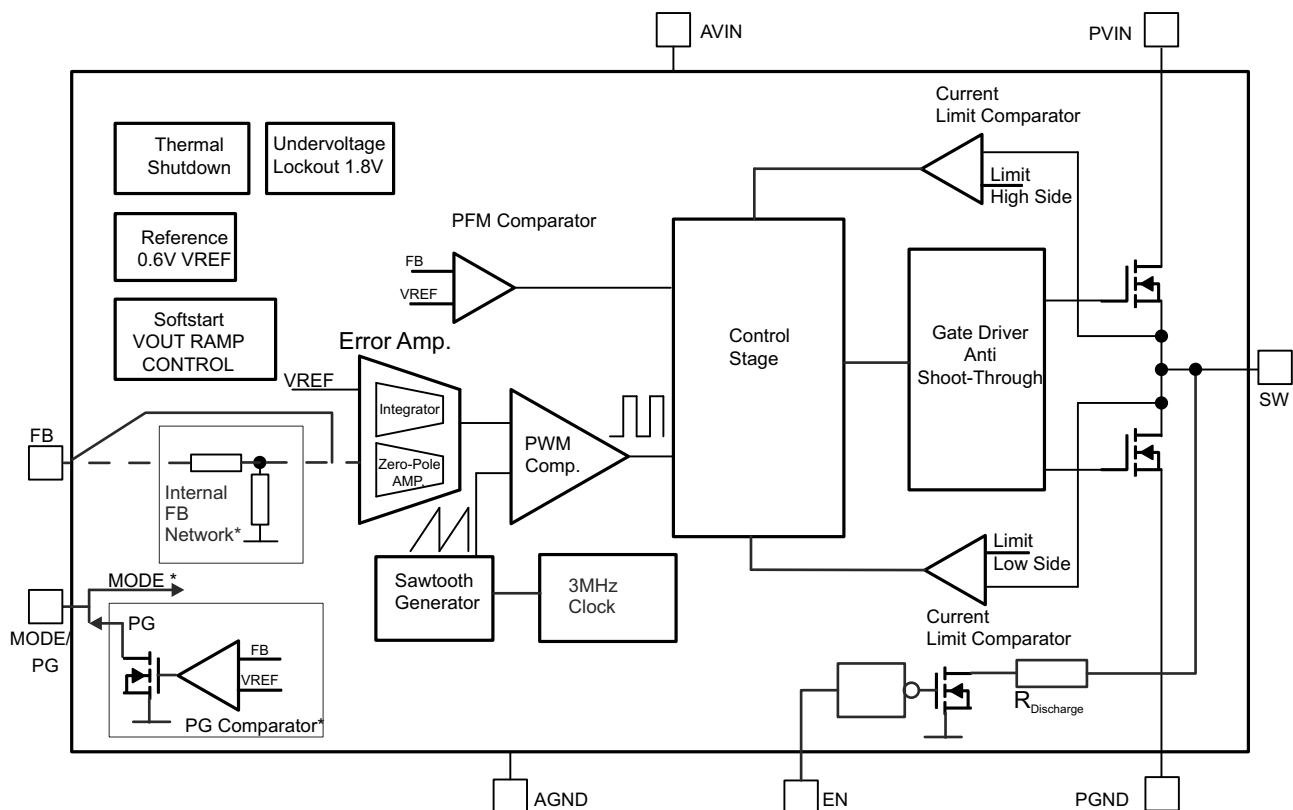 AVIN
PVIN
Current
Limit Comparator
Thermal
Shutdown
Undervoltage
Lockout 1.8V
Limit
High Side
Reference
0.6V VREF
PFM Comparator
FB
VREF
Softstart
VOUT RAMP
CONTROL
Error Amp.
VREF
Integrator
Zero-Pole
AMP.
PWM
Comp.
Control
Stage
Gate Driver
Anti
Shoot-Through
SW
FB
Internal
FB
Network*
Sawtooth
Generator
3MHz
Clock
Limit
Low Side
Current
Limit Comparator
MODE *
MODE/
PG
PG
FB
VREF
PG Comparator*
RDischarge
AGND
EN
PGND